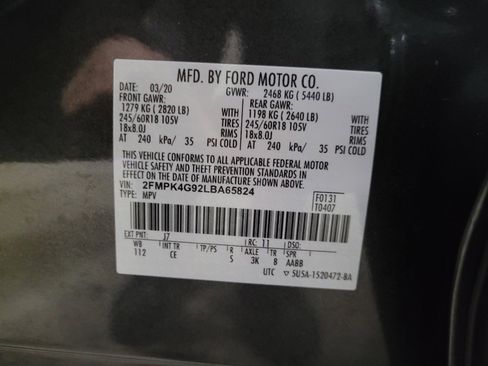 MFD. BY FORD MOTOR CO.
DATE: 03/20 GVWR: 2468 KG ( 5440 LB)
FRONT GAWR: REAR GAWR:
1279 KG ( 2820 LB) 1198 KG ( 2640 LB)
245/60R18 105V TIRES 245/60R18 105V TIRES
18x8.0J RIMS 18x8.0J RIMS
AT 240 kPa/ 35 PSI COLD AT 240 kPa/ 35 PSI COLD
THIS VEHICLE CONFORMS TO ALL APPLICABLE FEDERAL MOTOR
VEHICLE SAFETY AND THEFT PREVENTION STANDARDS IN
EFFECT ON THE DATE OF MANUFACTURE SHOWN ABOVE.
VIN: 2FMPK4G92LBA65824 F0131
TYPE: MPV T0407
EXT PNT: J7 RC: 11 DSO:
WB INT TR TP/PS R AXLE TR SPR
112 CE S 3K 8 AABB
UTC ▽ 5U5A-1520472-BA